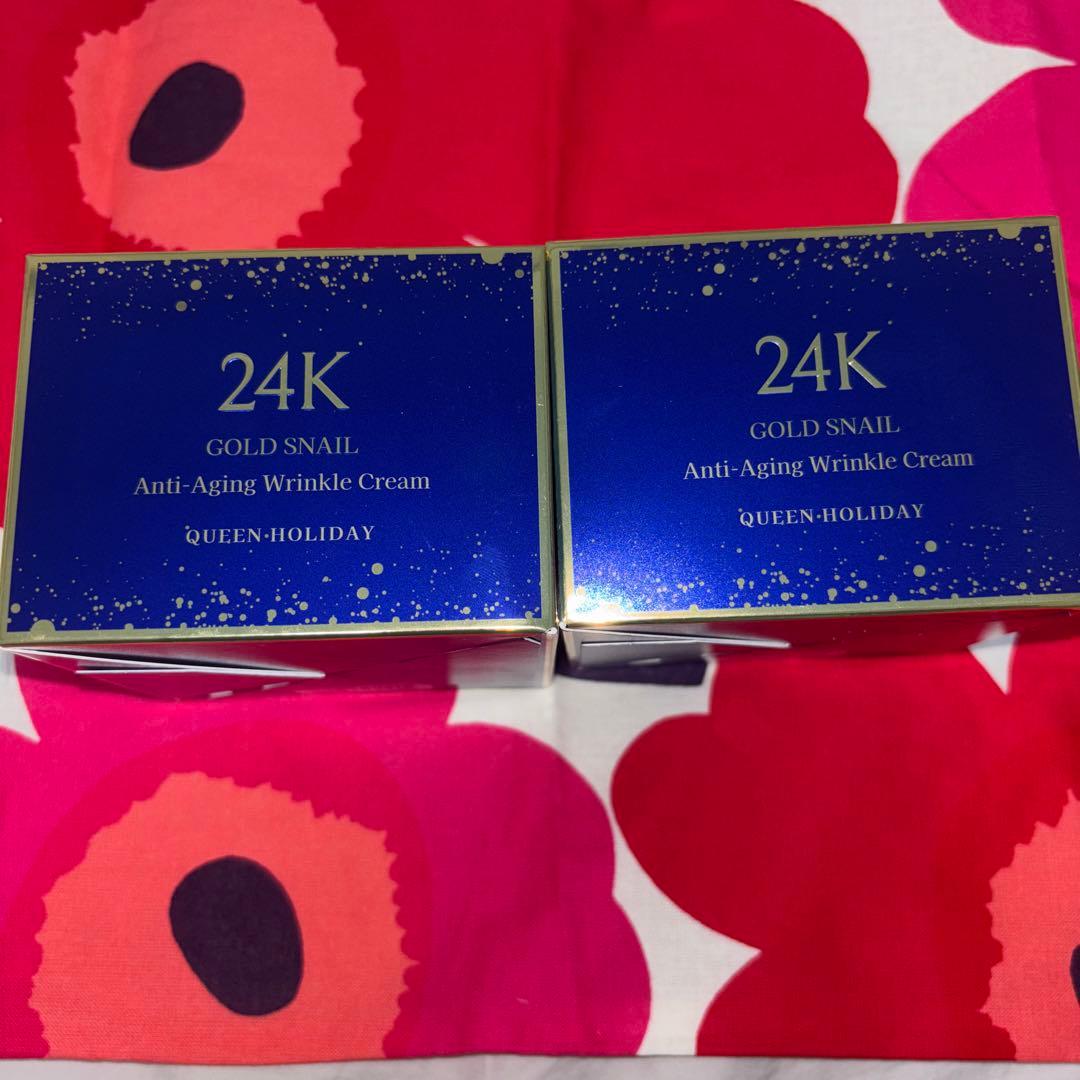 24K
GOLD SNAIL
Anti-Aging Wrinkle Cream
QUEEN·HOLIDAY
24K
GOLD SNAIL
Anti-Aging Wrinkle Cream
QUEEN·HOLIDAY